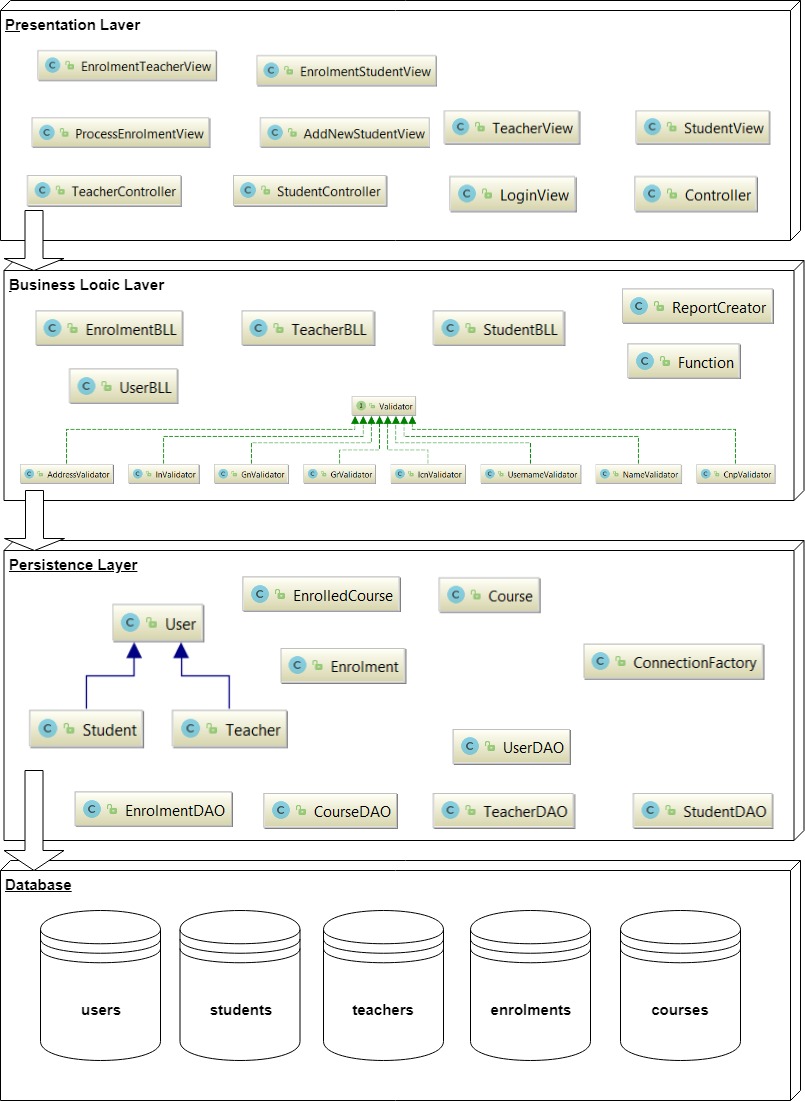 Presentation Layer
C EnrolmentTeacherView
C EnrolmentStudentView
C ProcessEnrolmentView
C AddNewStudentView
C TeacherView
C StudentView
C TeacherController
C StudentController
C LoginView
C Controller
Business Logic Layer
C EnrolmentBLL
C TeacherBLL
C StudentBLL
C ReportCreator
C Function
C UserBLL
I Validator
C AddressValidator
C InValidator
C GnValidator
C GrValidator
C IcnValidator
C UsernameValidator
C NameValidator
C CnpValidator
Persistence Layer
C EnrolledCourse
C Course
C User
C Enrolment
C ConnectionFactory
C Student
C Teacher
C UserDAO
C EnrolmentDAO
C CourseDAO
C TeacherDAO
C StudentDAO
Database
users
students
teachers
enrolments
courses